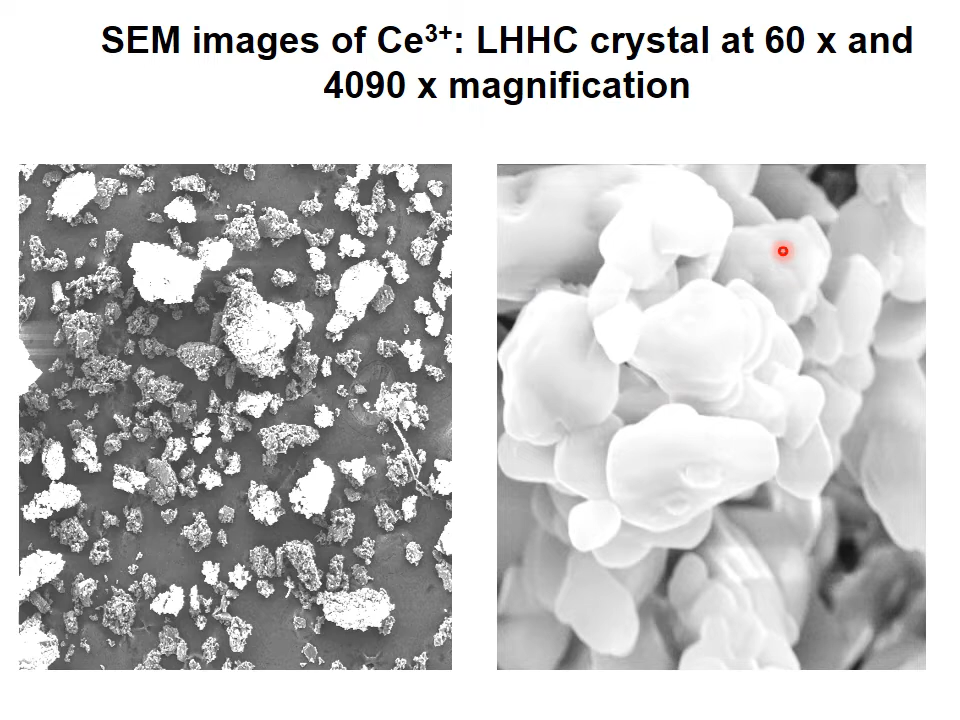 SEM images of Ce³⁺: LHHC crystal at 60 x and
4090 x magnification